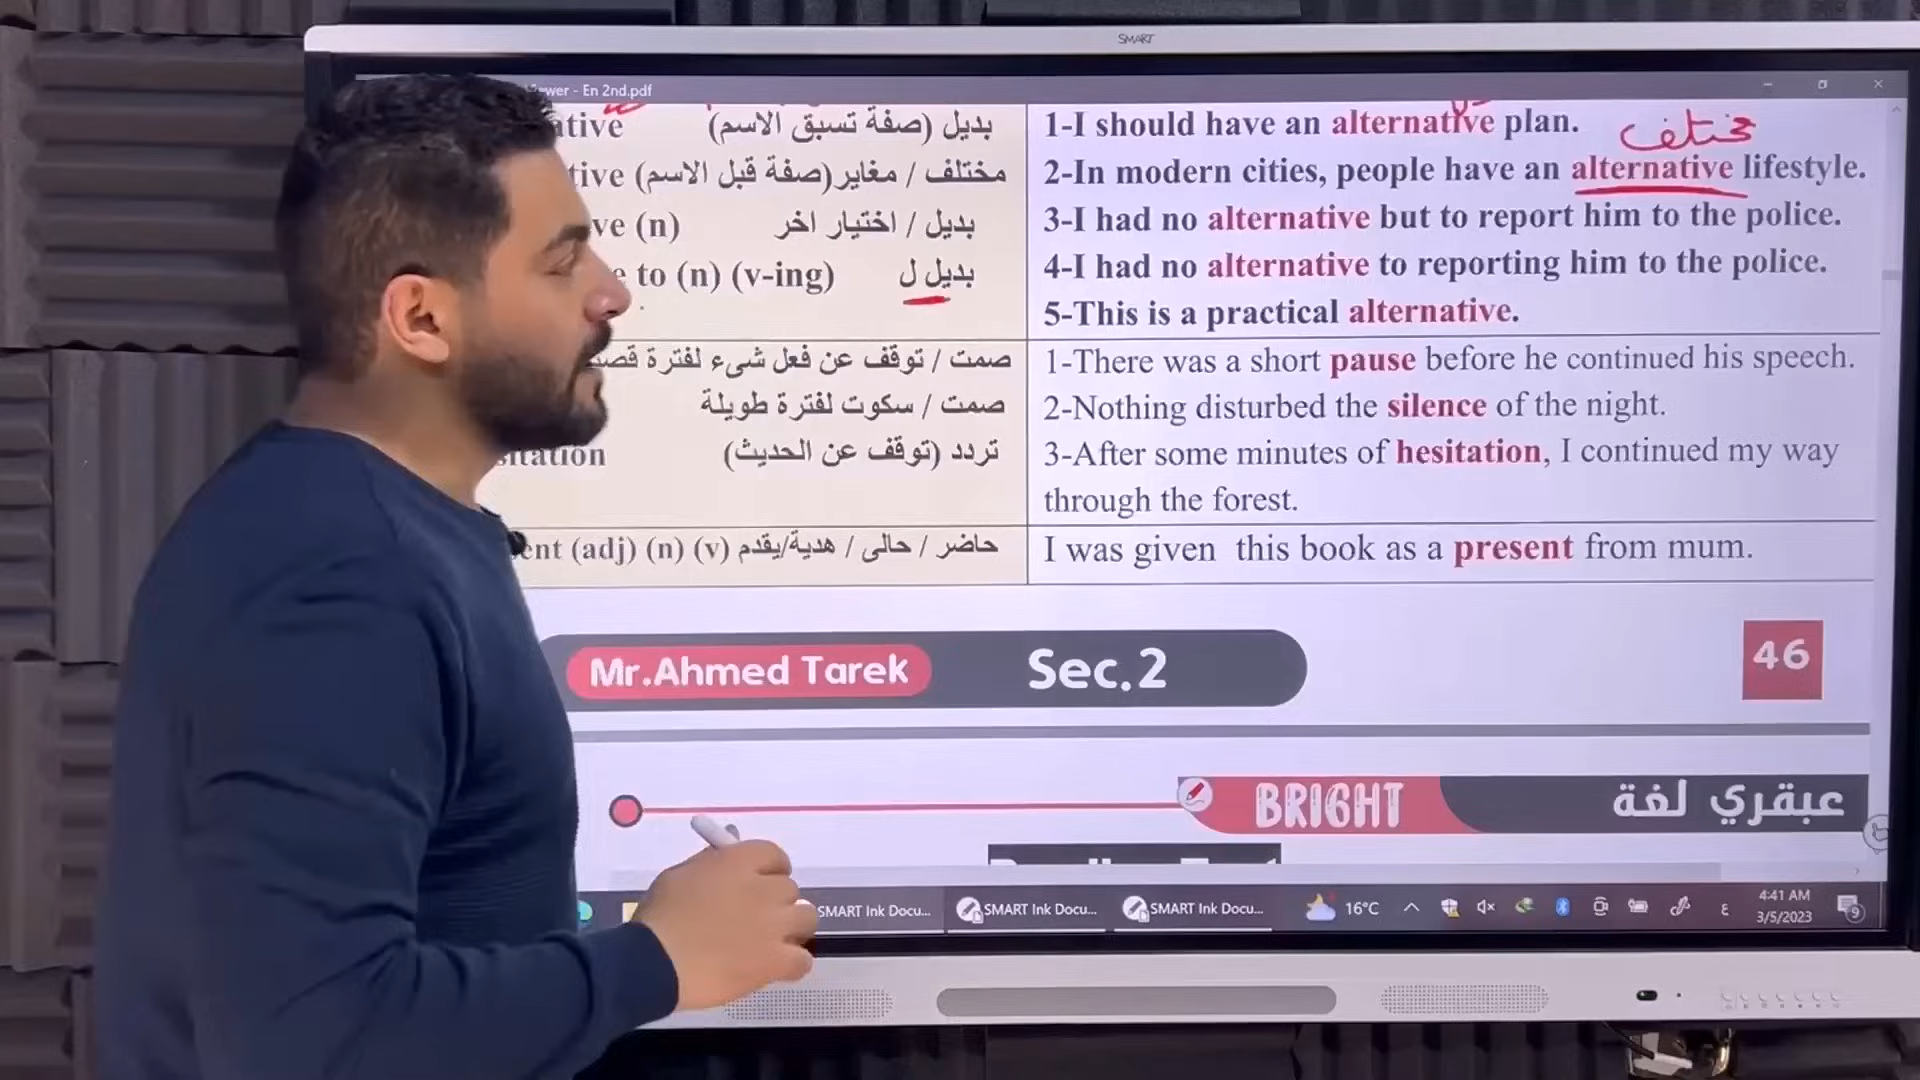 SMART
- En 2nd.pdf
بديل (صفة تسبق الاسم)
1-I should have an alternative plan.
مختلف
مختلف / مغاير(صفة قبل الاسم)
2-In modern cities, people have an alternative lifestyle.
(n) بديل / اختيار اخر
3-I had no alternative but to report him to the police.
to (n) (v-ing) بديل ل
4-I had no alternative to reporting him to the police.
5-This is a practical alternative.
صمت / توقف عن فعل شىء لفترة
1-There was a short pause before he continued his speech.
صمت / سكوت لفترة طويلة
2-Nothing disturbed the silence of the night.
تردد (توقف عن الحديث)
3-After some minutes of hesitation, I continued my way
through the forest.
(adj) (n) (v) حاضر / حالى / هدية/يقدم
I was given this book as a present from mum.
Mr.Ahmed Tarek
Sec.2
46
BRIGHT
عبقري لغة
SMART Ink Docu...
SMART Ink Docu...
SMART Ink Docu...
16°C
ع
4:41 AM
3/5/2023
9